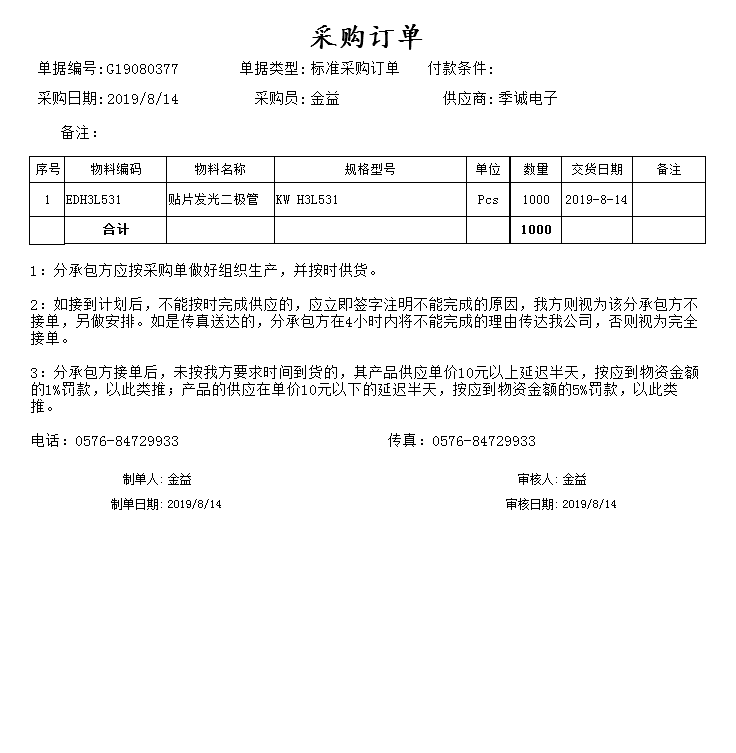 采购订单
单据编号:G19080377 单据类型: 标准采购订单 付款条件:
采购日期: 2019/8/14 采购员: 金益 供应商: 季诚电子
备注:
序号 物料编码 物料名称 规格型号 单位 数量 交货日期 备注
1 EDH3L531 贴片发光二极管 KW H3L531 Pcs 1000 2019-8-14
合计 1000
1：分承包方应按采购单做好组织生产，并按时供货。
2：如接到计划后，不能按时完成供应的，应立即签字注明不能完成的原因，我方则视为该分承包方不
接单，另做安排。如是传真送达的，分承包方在4小时内将不能完成的理由传达我公司，否则视为完全
接单。
3：分承包方接单后，未按我方要求时间到货的，其产品供应单价10元以上延迟半天，按应到物资金额
的1%罚款，以此类推；产品的供应在单价10元以下的延迟半天，按应到物资金额的5%罚款，以此类
推。
电话：0576-84729933 传真：0576-84729933
制单人: 金益 审核人: 金益
制单日期: 2019/8/14 审核日期: 2019/8/14